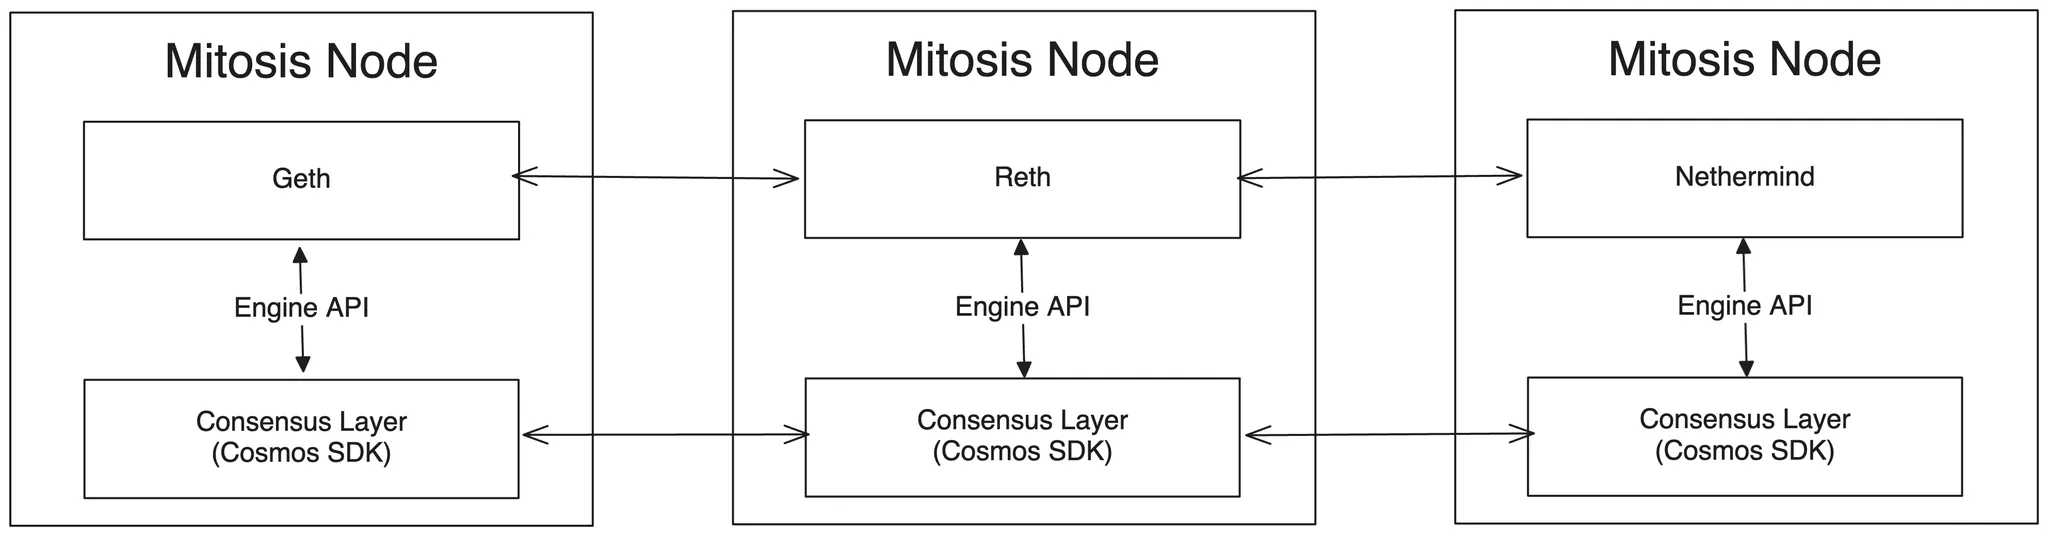 Mitosis Node
Geth
Engine API
Consensus Layer
(Cosmos SDK)
Mitosis Node
Reth
Engine API
Consensus Layer
(Cosmos SDK)
Mitosis Node
Nethermind
Engine API
Consensus Layer
(Cosmos SDK)